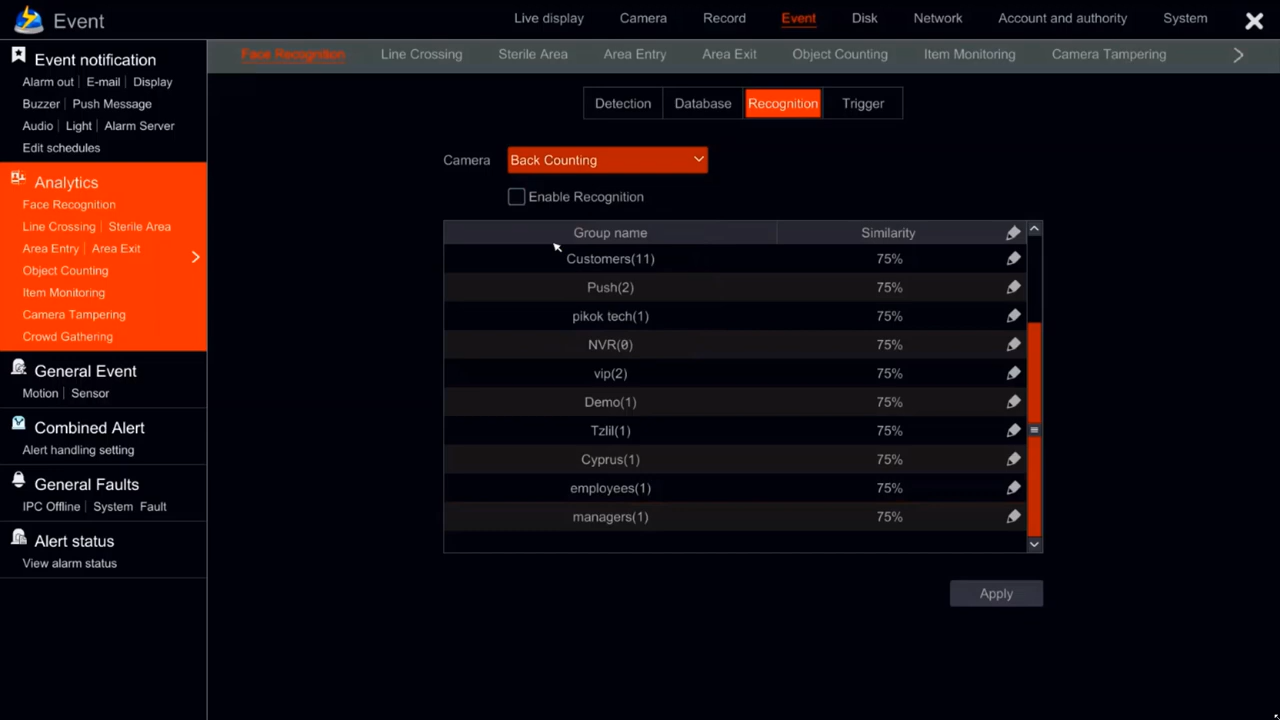 Event
Live display Camera Record Event Disk Network Account and authority System
Face Recognition Line Crossing Sterile Area Area Entry Area Exit Object Counting Item Monitoring Camera Tampering
Event notification
Alarm out E-mail Display
Buzzer Push Message
Audio Light Alarm Server
Edit schedules
Analytics
Face Recognition
Line Crossing Sterile Area
Area Entry Area Exit
Object Counting
Item Monitoring
Camera Tampering
Crowd Gathering
General Event
Motion Sensor
Combined Alert
Alert handling setting
General Faults
IPC Offline System Fault
Alert status
View alarm status
Detection Database Recognition Trigger
Camera Back Counting
Enable Recognition
Group name Similarity
Customers(11) 75%
Push(2) 75%
pikok tech(1) 75%
NVR(0) 75%
vip(2) 75%
Demo(1) 75%
Tzlil(1) 75%
Cyprus(1) 75%
employees(1) 75%
managers(1) 75%
Apply